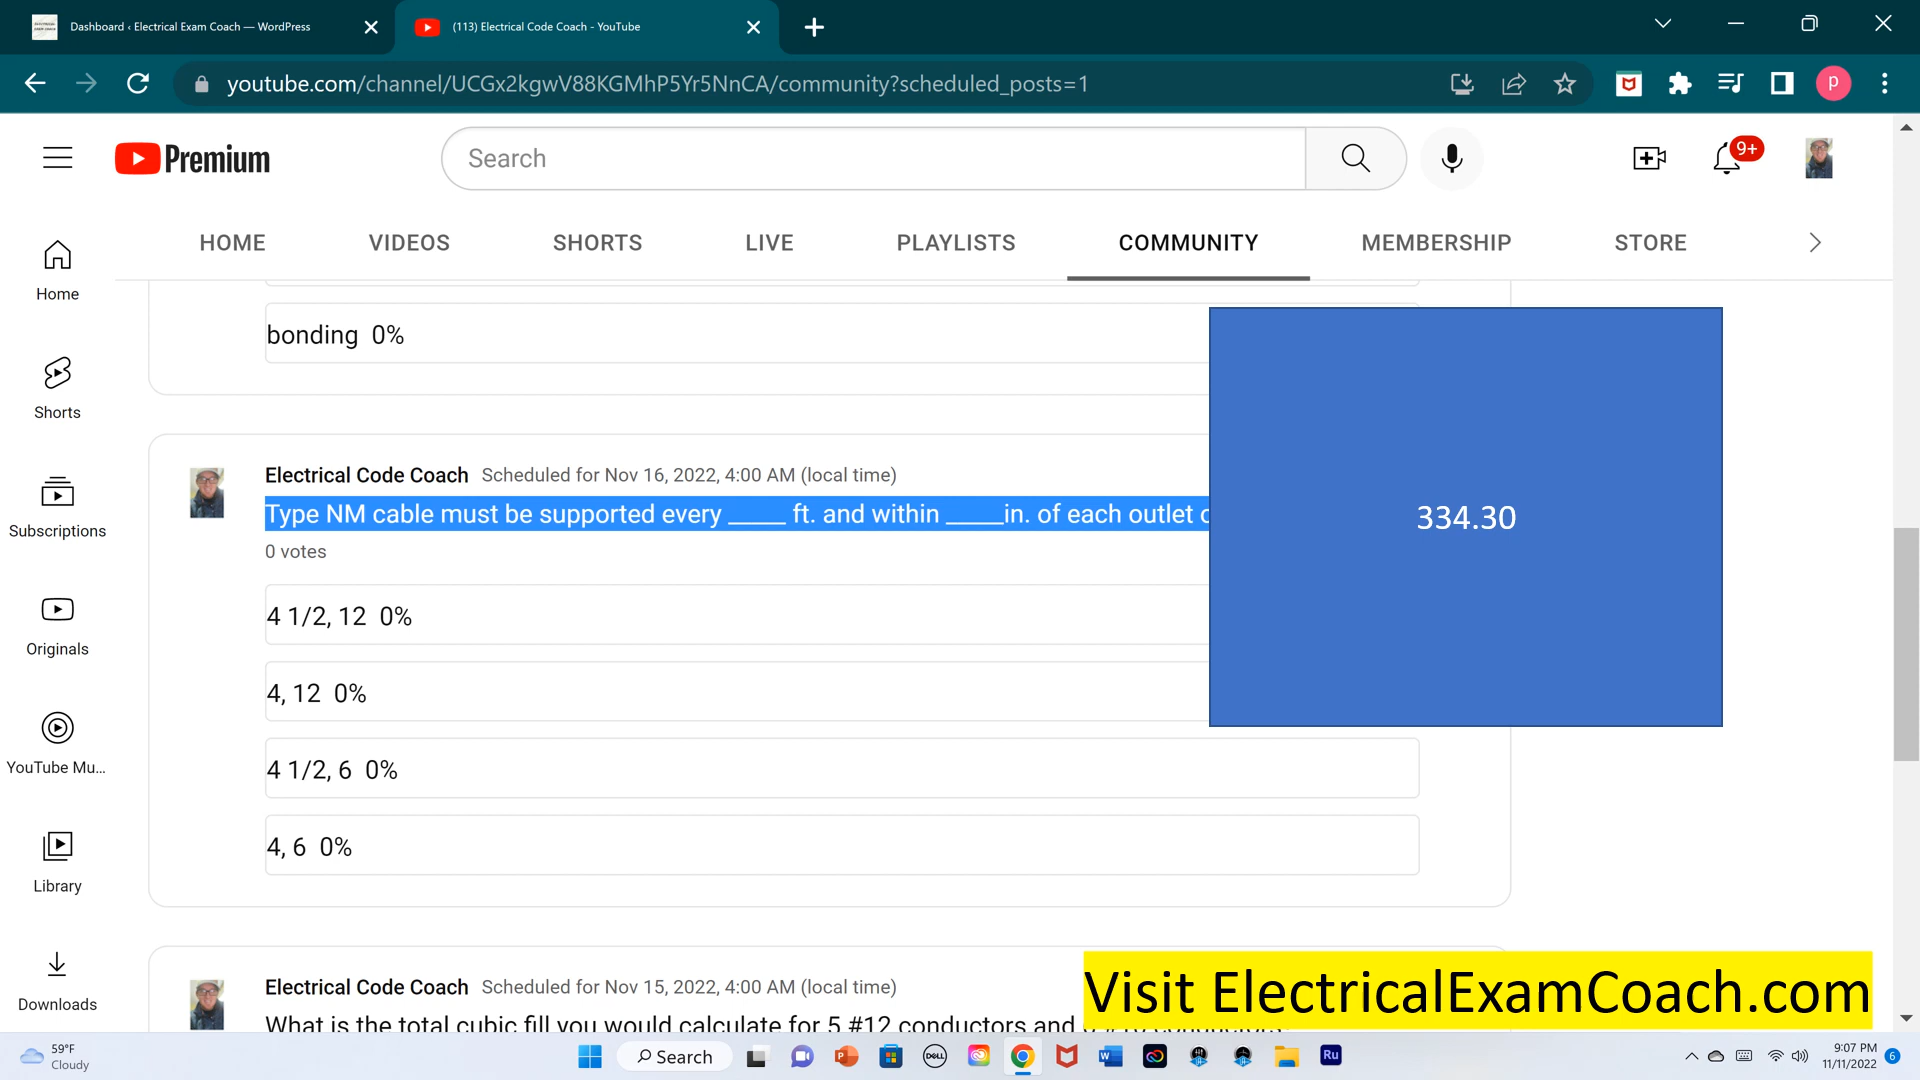 Dashboard ‹ Electrical Exam Coach — WordPress
(113) Electrical Code Coach - YouTube
youtube.com/channel/UCGx2kgwV88KGMhP5Yr5NnCA/community?scheduled_posts=1
P
Premium
Search
9+
HOME VIDEOS SHORTS LIVE PLAYLISTS COMMUNITY MEMBERSHIP STORE
Home
Shorts
Subscriptions
Originals
YouTube Mu...
Library
Downloads
bonding 0%
Electrical Code Coach Scheduled for Nov 16, 2022, 4:00 AM (local time)
Type NM cable must be supported every _____ ft. and within _____in. of each outlet
0 votes
4 1/2, 12 0%
4, 12 0%
4 1/2, 6 0%
4, 6 0%
334.30
Electrical Code Coach Scheduled for Nov 15, 2022, 4:00 AM (local time)
What is the total cubic fill you would calculate for 5 #12 conductors and
Visit ElectricalExamCoach.com
59°F
Cloudy
Search
DELL
Ru
9:07 PM
11/11/2022
6